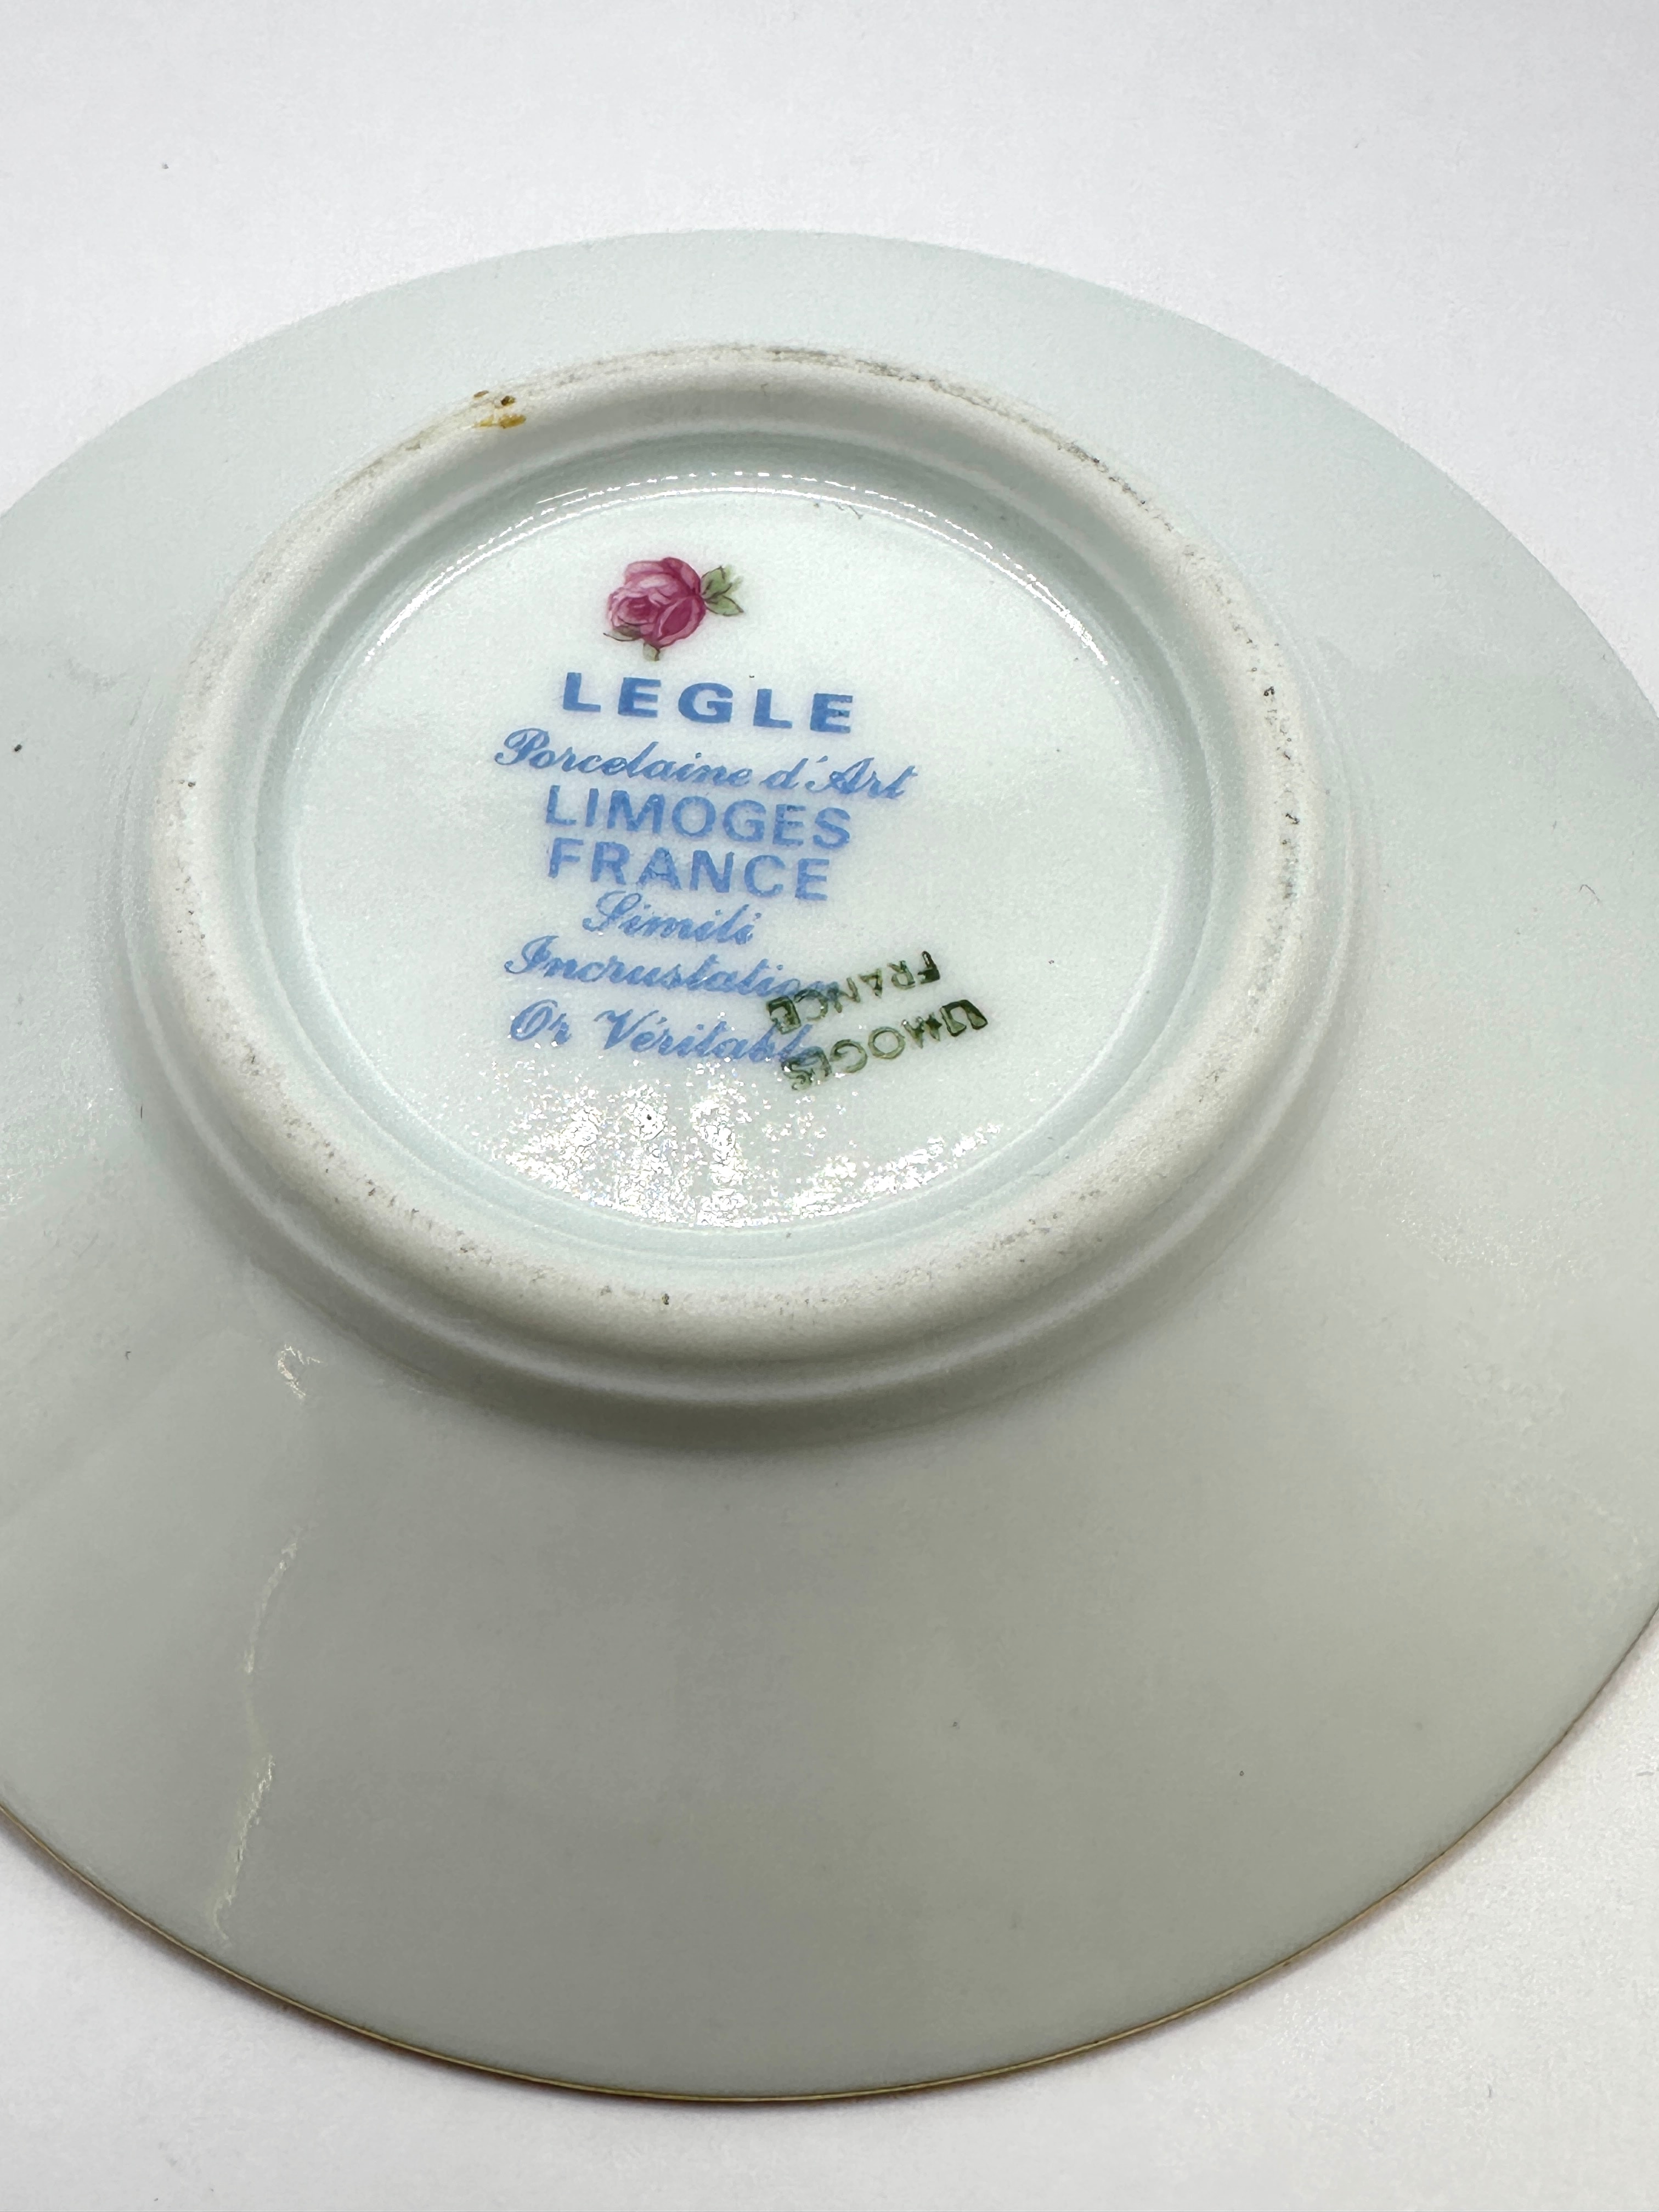 LEGLE
Porcelaine d'Art
LIMOGES
FRANCE
Simili
Incrustation
Or Véritable
LIMOGES
FRANCE